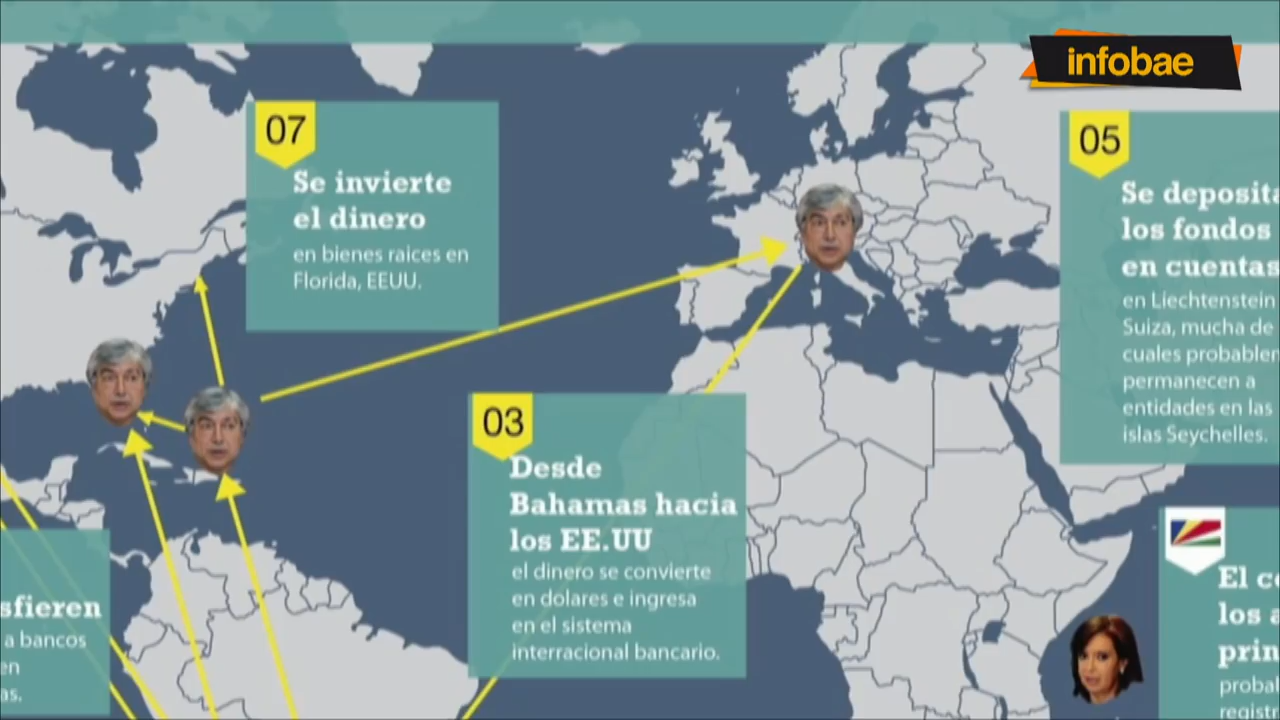 infobae
07
Se invierte
el dinero
en bienes raices en
Florida, EEUU.
05
Se deposita
los fondos
en cuentas
en Liechtenstein
Suiza, mucha de
cuales probablem
permanecen a
entidades en las
islas Seychelles.
03
Desde
Bahamas hacia
los EE.UU
el dinero se convierte
en dolares e ingresa
en el sistema
interracional bancario.
sfieren
a bancos
en
as.
El c
los a
prin
probal
registr